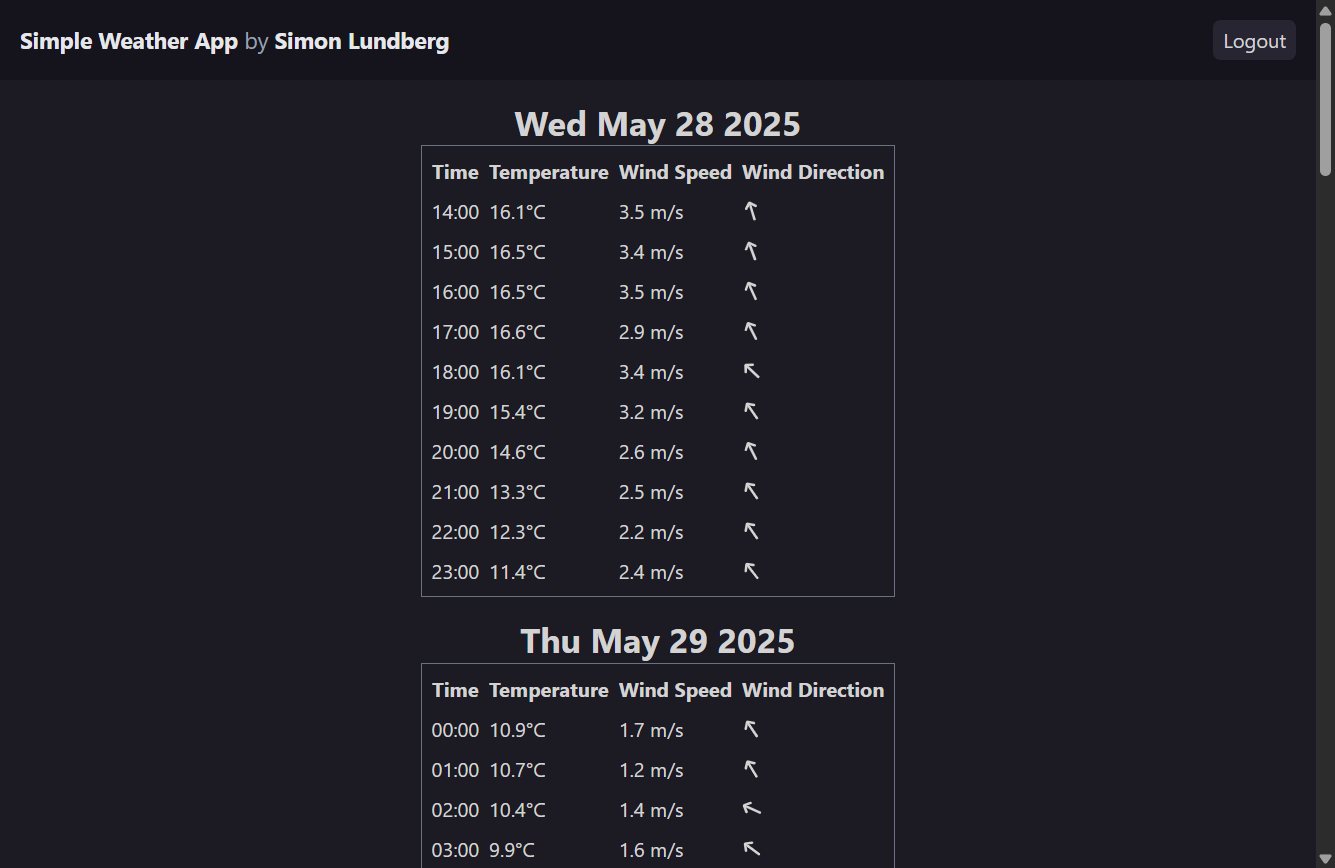 Simple Weather App by Simon Lundberg Logout
Wed May 28 2025
Time Temperature Wind Speed Wind Direction
14:00 16.1°C 3.5 m/s
15:00 16.5°C 3.4 m/s
16:00 16.5°C 3.5 m/s
17:00 16.6°C 2.9 m/s
18:00 16.1°C 3.4 m/s
19:00 15.4°C 3.2 m/s
20:00 14.6°C 2.6 m/s
21:00 13.3°C 2.5 m/s
22:00 12.3°C 2.2 m/s
23:00 11.4°C 2.4 m/s
Thu May 29 2025
Time Temperature Wind Speed Wind Direction
00:00 10.9°C 1.7 m/s
01:00 10.7°C 1.2 m/s
02:00 10.4°C 1.4 m/s
03:00 9.9°C 1.6 m/s